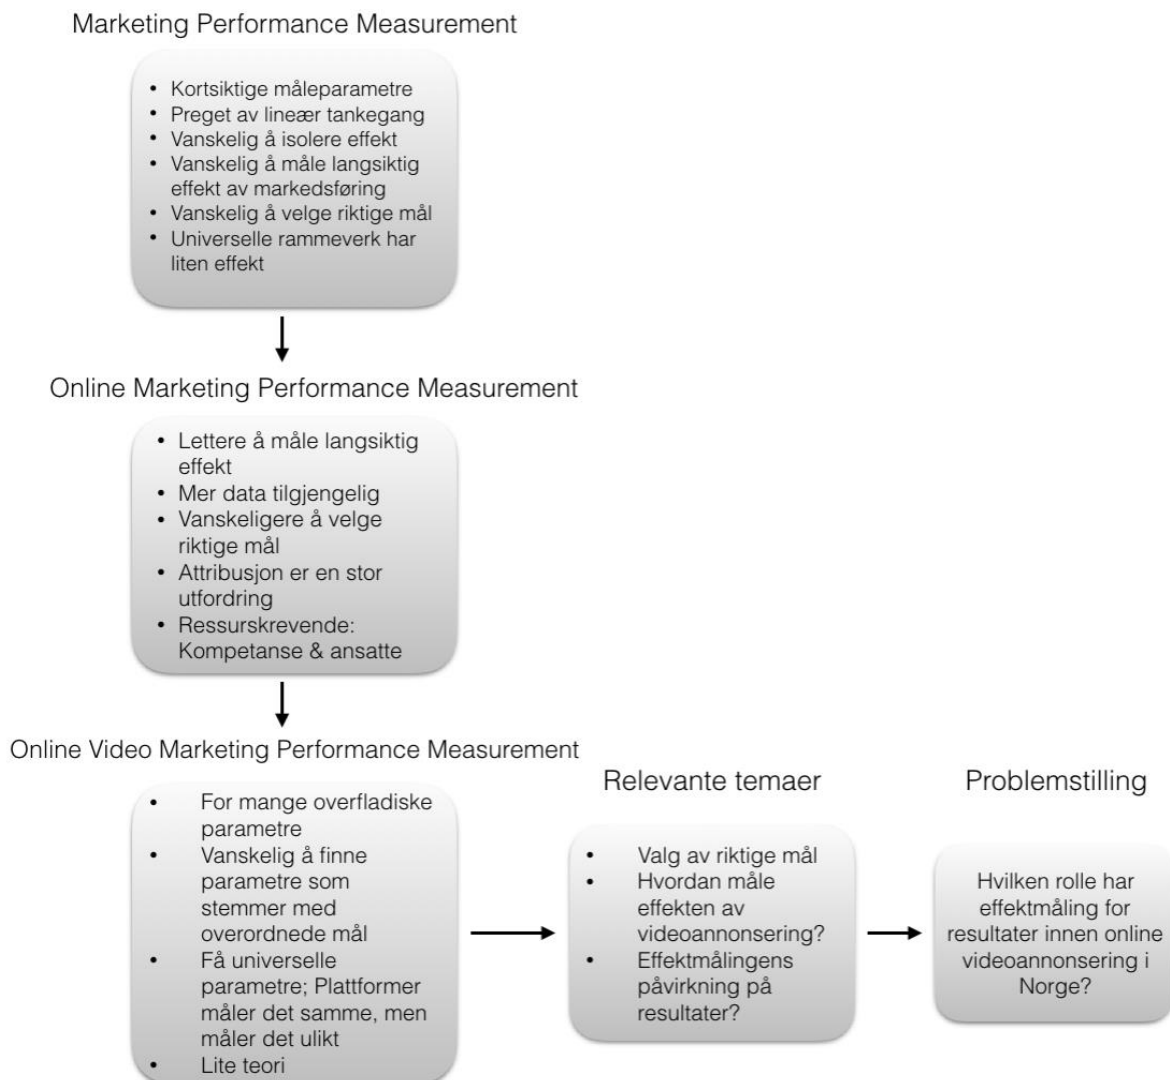 Marketing Performance Measurement
• Kortsiktige måleparametre
• Preget av lineær tankegang
• Vanskelig å isolere effekt
• Vanskelig å måle langsiktig
effekt av markedsføring
• Vanskelig å velge riktige mål
• Universelle rammeverk har
liten effekt
Online Marketing Performance Measurement
• Lettere å måle langsiktig
effekt
• Mer data tilgjengelig
• Vanskeligere å velge
riktige mål
• Attribusjon er en stor
utfordring
• Ressurskrevende:
Kompetanse & ansatte
Online Video Marketing Performance Measurement
• For mange overfladiske
parametre
• Vanskelig å finne
parametre som
stemmer med
overordnede mål
• Få universelle
parametre; Plattformer
måler det samme, men
måler det ulikt
• Lite teori
Relevante temaer
• Valg av riktige mål
• Hvordan måle
effekten av
videoannonsering?
• Effektmålingens
påvirkning på
resultater?
Problemstilling
Hvilken rolle har
effektmåling for
resultater innen online
videoannonsering i
Norge?